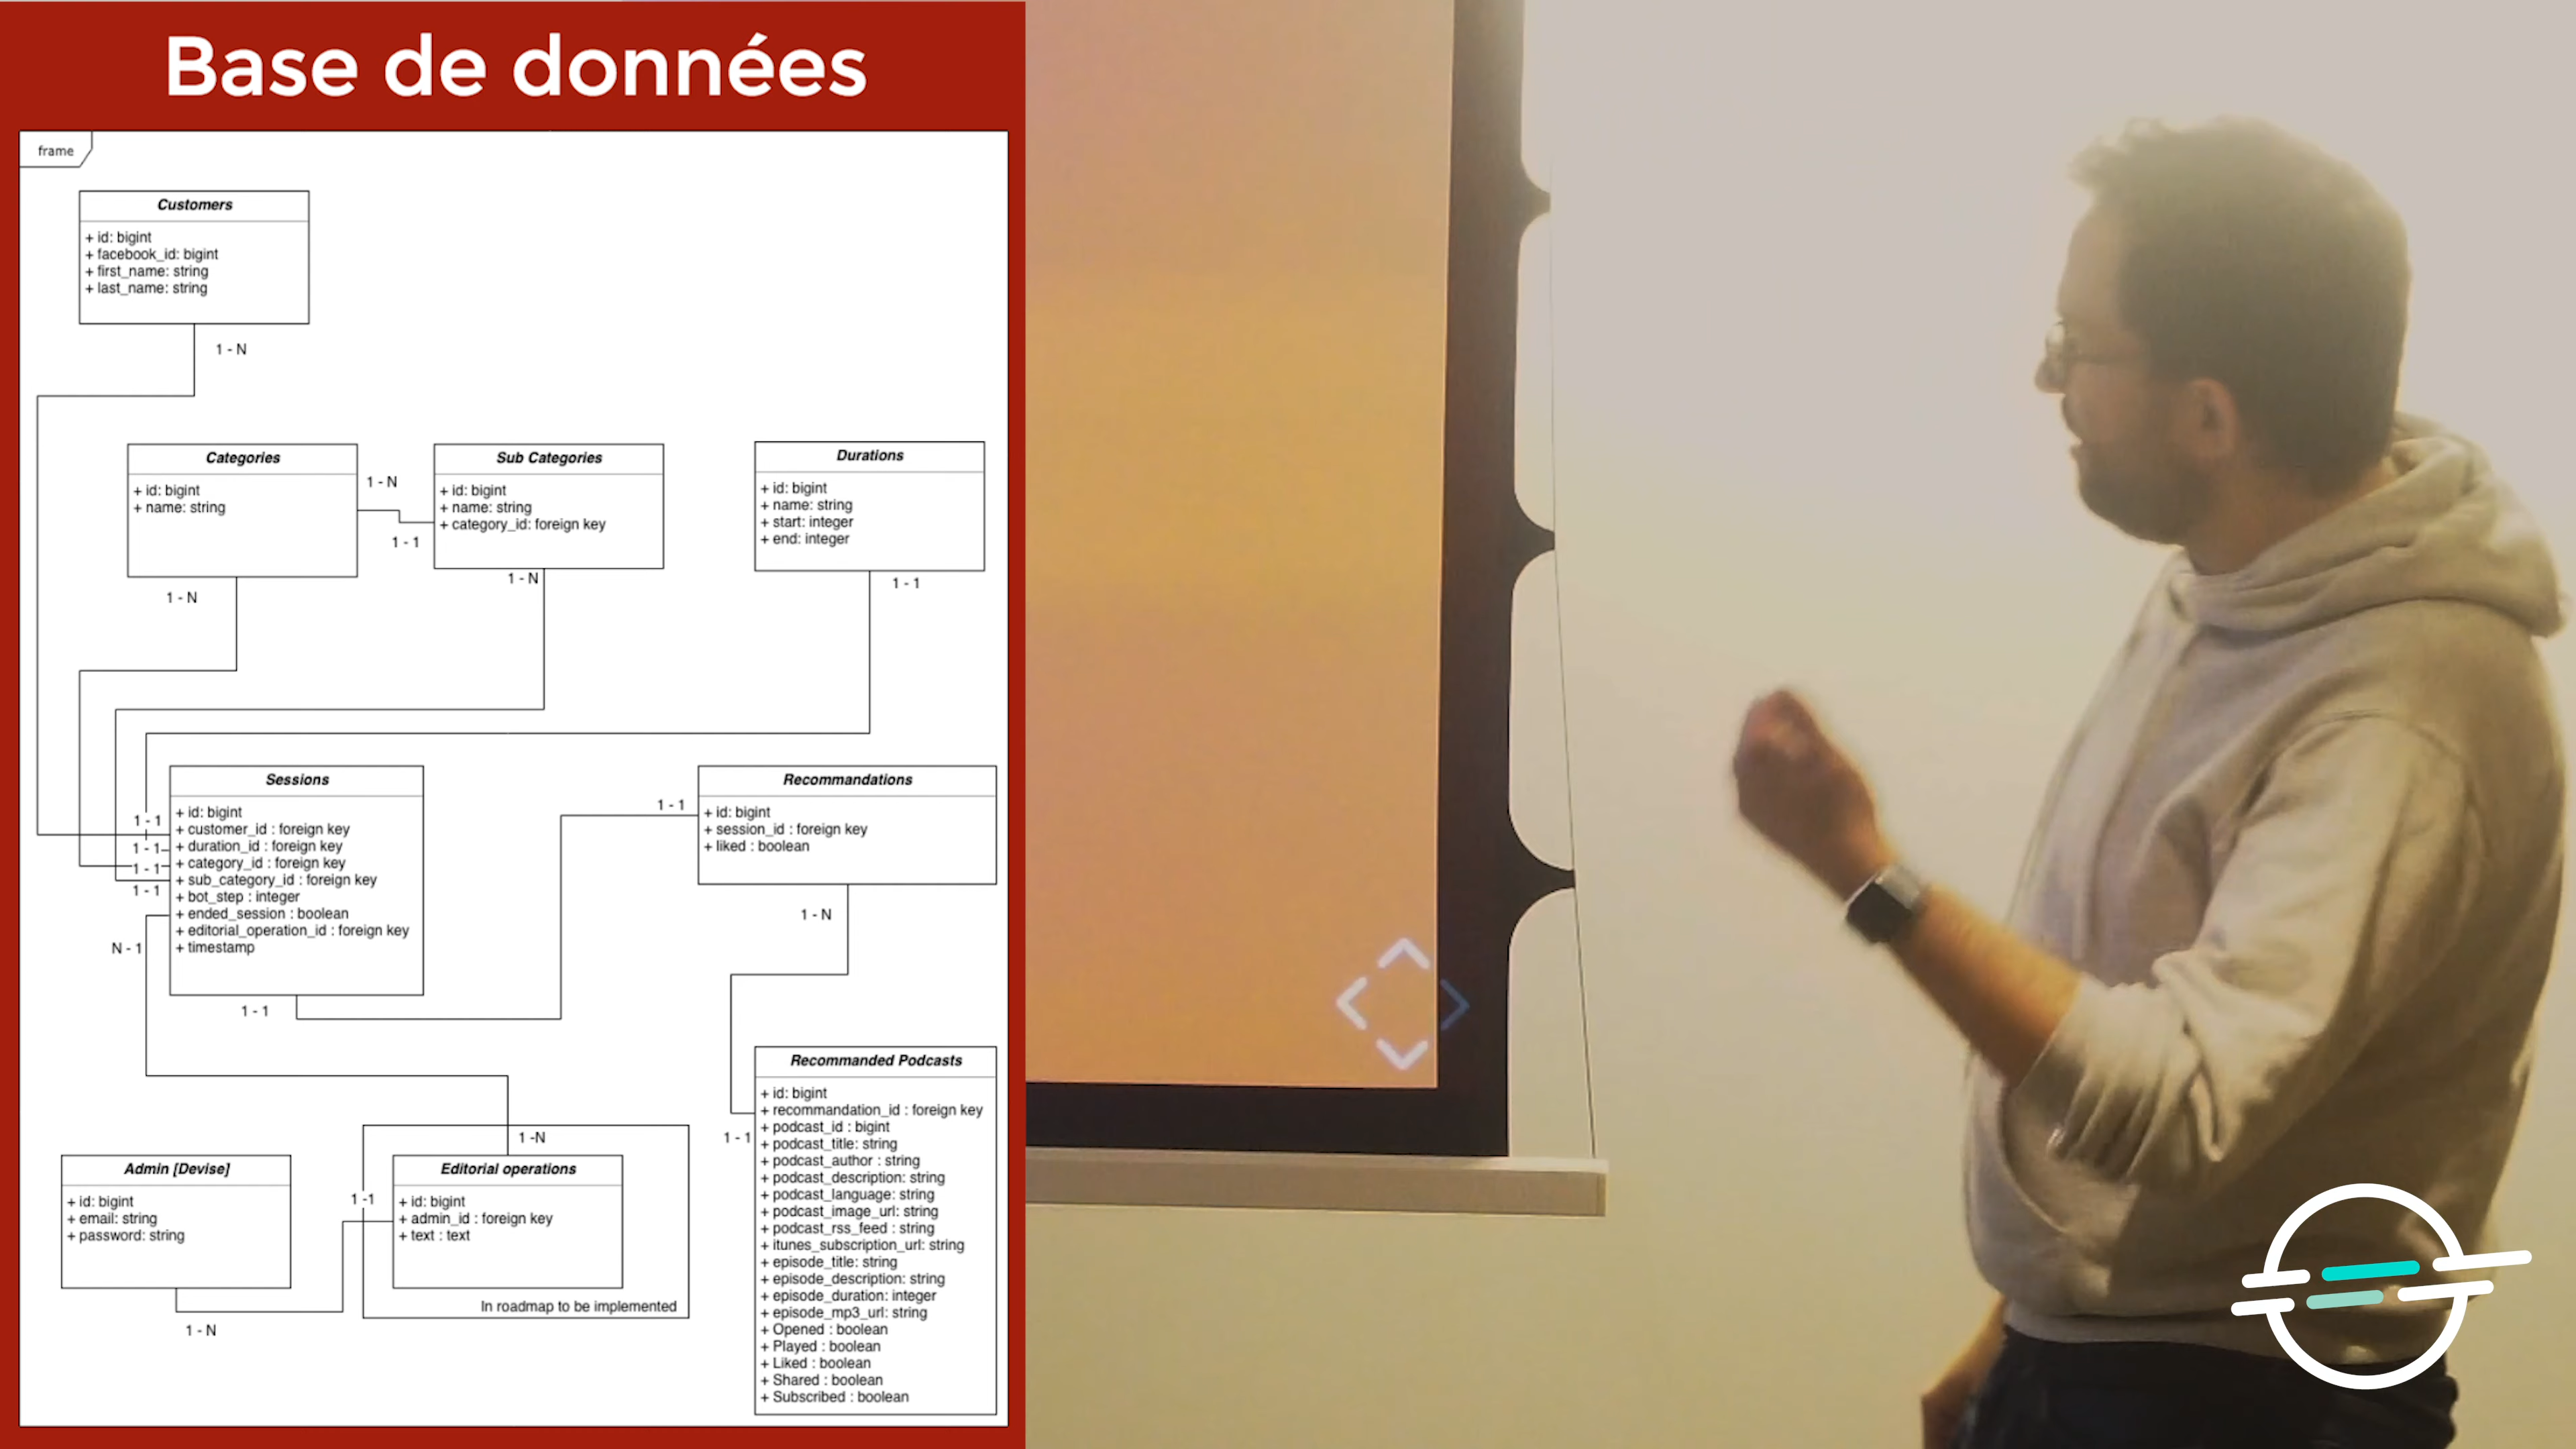 Base de données
frame
Customers
+ id: bigint
+ facebook_id: bigint
+ first_name: string
+ last_name: string
1 - N
Categories
+ id: bigint
+ name: string
1 - N
1 - 1
Sub Categories
+ id: bigint
+ name: string
+ category_id: foreign key
Durations
+ id: bigint
+ name: string
+ start: integer
+ end: integer
1 - N
1 - N
1 - 1
Sessions
+ id: bigint
+ customer_id : foreign key
+ duration_id : foreign key
+ category_id : foreign key
+ sub_category_id : foreign key
+ bot_step : integer
+ ended_session : boolean
+ editorial_operation_id : foreign key
+ timestamp
1 - 1
1 - 1
1 - 1
1 - 1
N - 1
1 - 1
1 - 1
Recommandations
+ id: bigint
+ session_id : foreign key
+ liked : boolean
1 - N
Recommanded Podcasts
+ id: bigint
+ recommandation_id : foreign key
+ podcast_id : bigint
+ podcast_title: string
+ podcast_author : string
+ podcast_description: string
+ podcast_language: string
+ podcast_image_url: string
+ podcast_rss_feed : string
+ itunes_subscription_url: string
+ episode_title: string
+ episode_description: string
+ episode_duration: integer
+ episode_mp3_url: string
+ Opened : boolean
+ Played : boolean
+ Liked : boolean
+ Shared : boolean
+ Subscribed : boolean
1 - 1
Admin [Devise]
+ id: bigint
+ email: string
+ password: string
1 - N
1 -N
1 -1
Editorial operations
+ id: bigint
+ admin_id : foreign key
+ text : text
In roadmap to be implemented